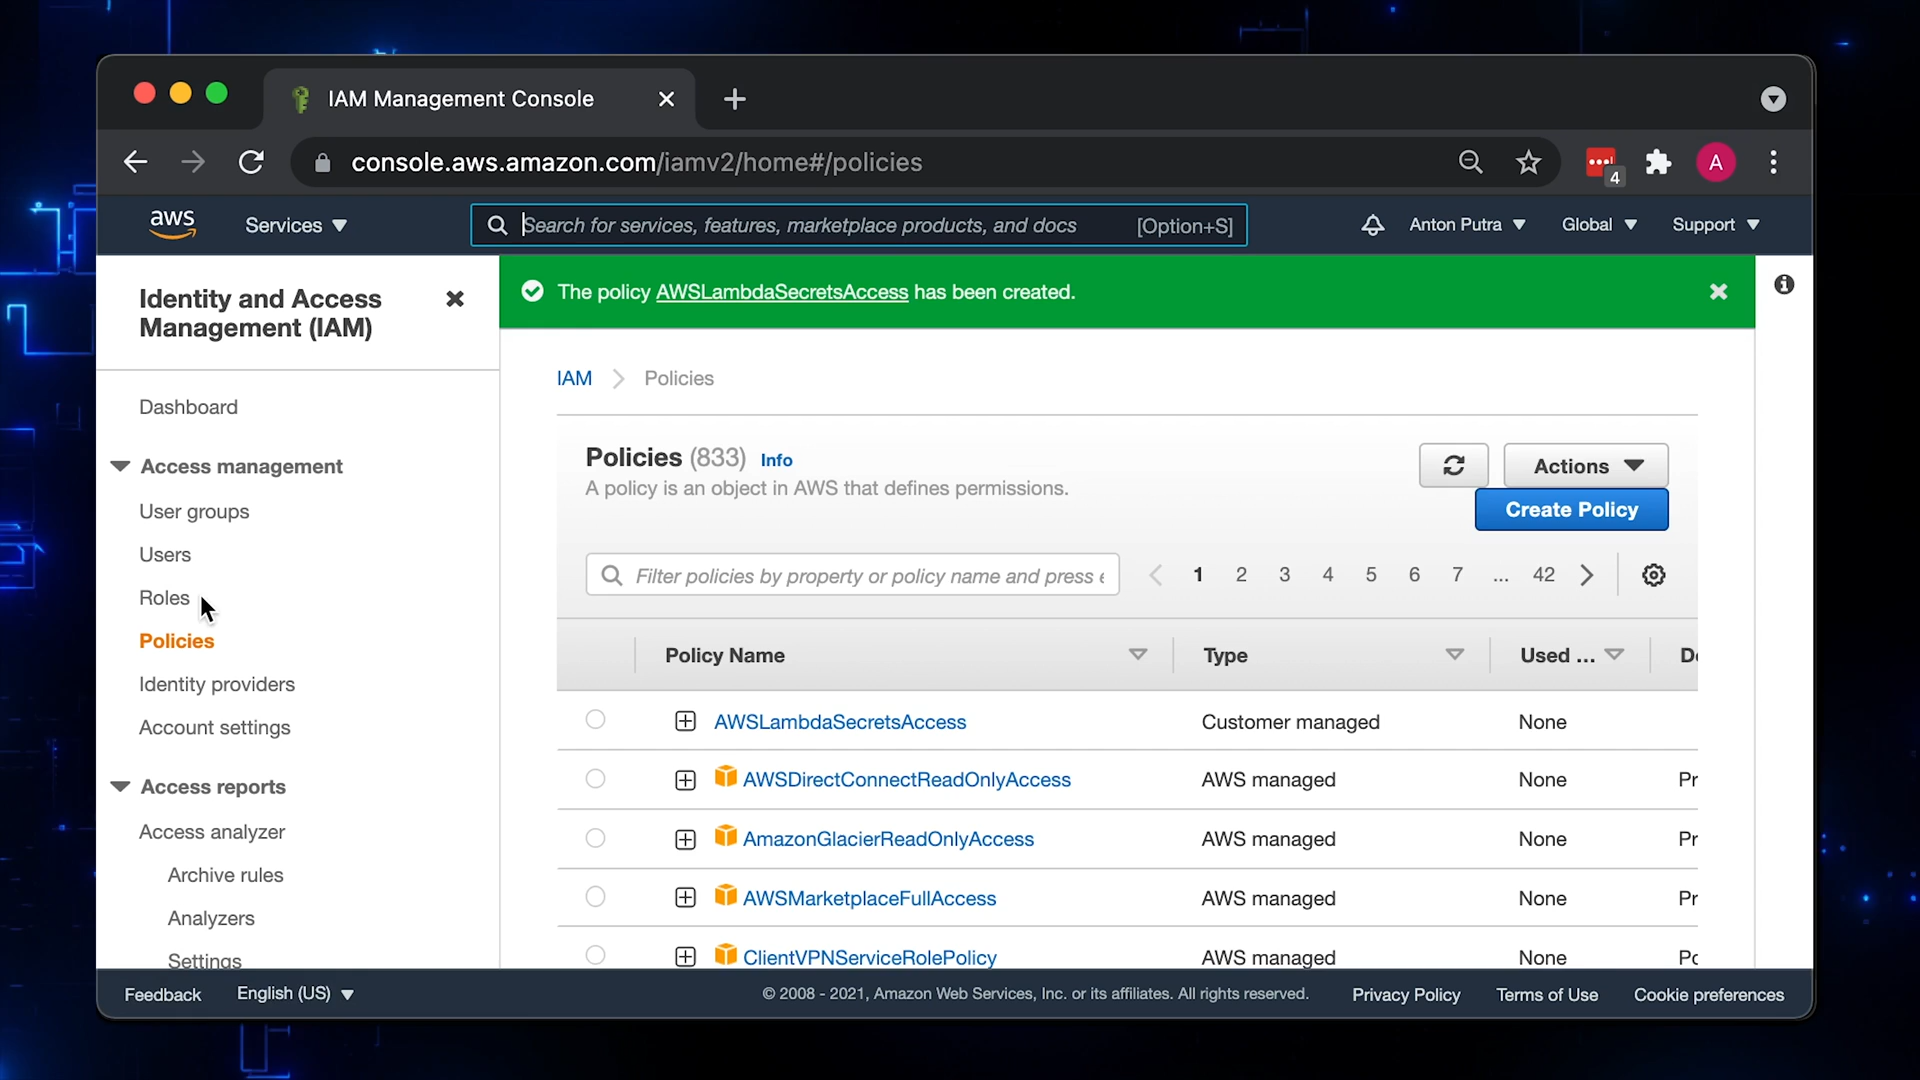 IAM Management Console
console.aws.amazon.com/iamv2/home#/policies
4
A
aws
Services
Search for services, features, marketplace products, and docs [Option+S]
Anton Putra
Global
Support
Identity and Access
Management (IAM)
The policy AWSLambdaSecretsAccess has been created.
Dashboard
Access management
User groups
Users
Roles
Policies
Identity providers
Account settings
Access reports
Access analyzer
Archive rules
Analyzers
Settings
IAM > Policies
Policies (833) Info
A policy is an object in AWS that defines permissions.
Actions
Create Policy
Filter policies by property or policy name and press e
1 2 3 4 5 6 7 ... 42
Policy Name Type Used ... De
AWSLambdaSecretsAccess Customer managed None
AWSDirectConnectReadOnlyAccess AWS managed None Pr
AmazonGlacierReadOnlyAccess AWS managed None Pr
AWSMarketplaceFullAccess AWS managed None Pr
ClientVPNServiceRolePolicy AWS managed None Po
Feedback
English (US)
© 2008 - 2021, Amazon Web Services, Inc. or its affiliates. All rights reserved.
Privacy Policy
Terms of Use
Cookie preferences